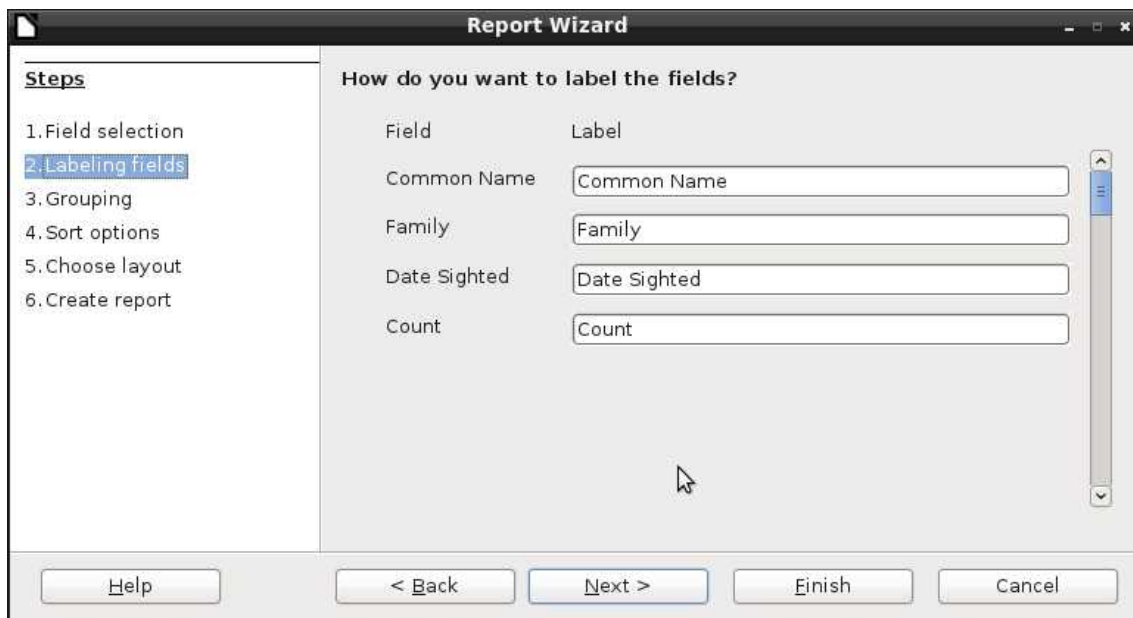 Report Wizard
Steps
1. Field selection
2. Labeling fields
3. Grouping
4. Sort options
5. Choose layout
6. Create report
How do you want to label the fields?
Field Label
Common Name Common Name
Family Family
Date Sighted Date Sighted
Count Count
Help < Back Next > Finish Cancel